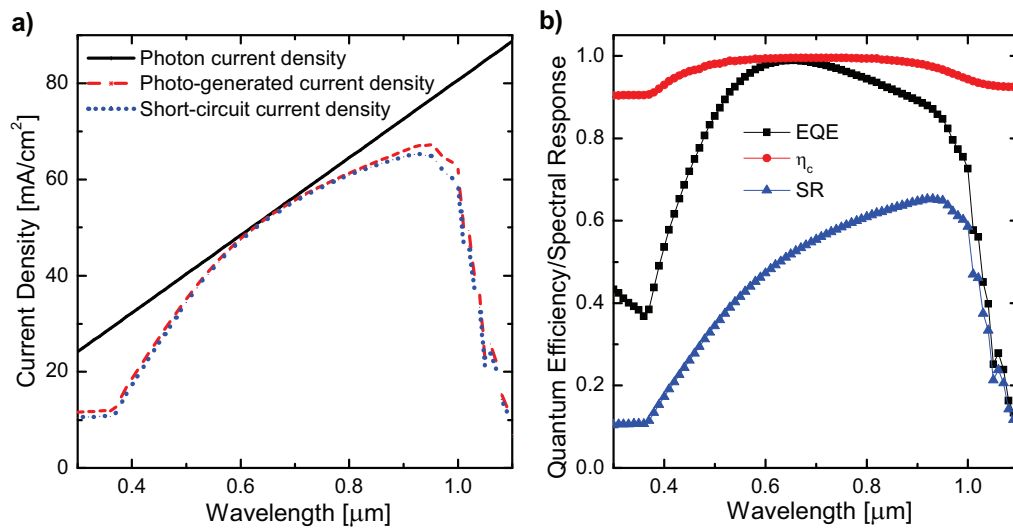 a)
Photon current density
Photo-generated current density
Short-circuit current density
Current Density [mA/cm²]
80
60
40
20
0
0.4
0.6
0.8
1.0
Wavelength [μm]
b)
EQE
η_c
SR
Quantum Efficiency/Spectral Response
1.0
0.8
0.6
0.4
0.2
0.0
0.4
0.6
0.8
1.0
Wavelength [μm]